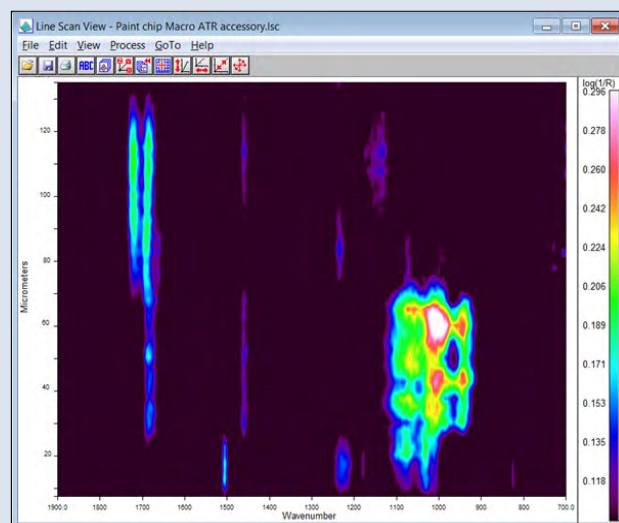 Line Scan View - Paint chip Macro ATR accessory.lsc
File Edit View Process GoTo Help
ABC
log(1/R)
0.296
0.278
0.260
0.242
0.224
0.206
0.189
0.171
0.153
0.135
0.118
120
100
80
60
40
20
Micrometers
1900.0 1800 1700 1600 1500 1400 1300 1200 1100 1000 900 800 700.0
Wavenumber